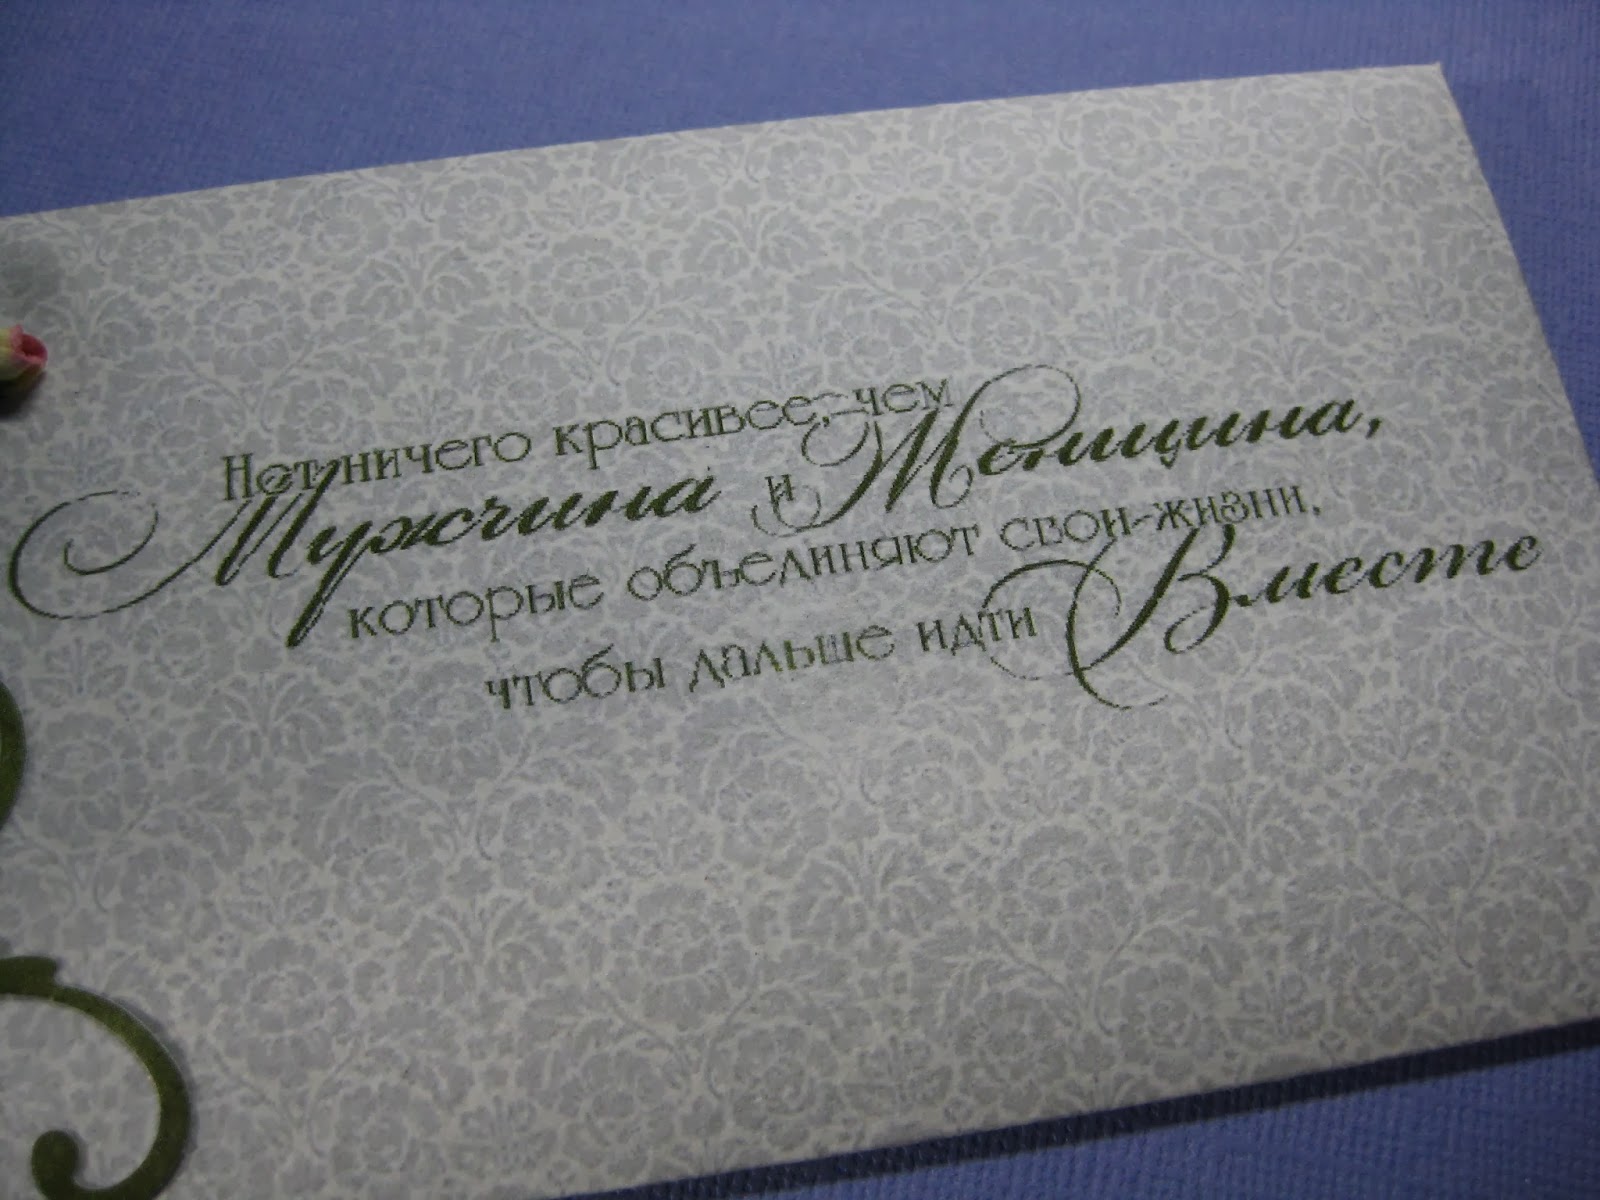 Нет ничего красивее, чем
Мужчина и Женщина,
которые объединяют свои жизни,
чтобы дальше идти Вместе